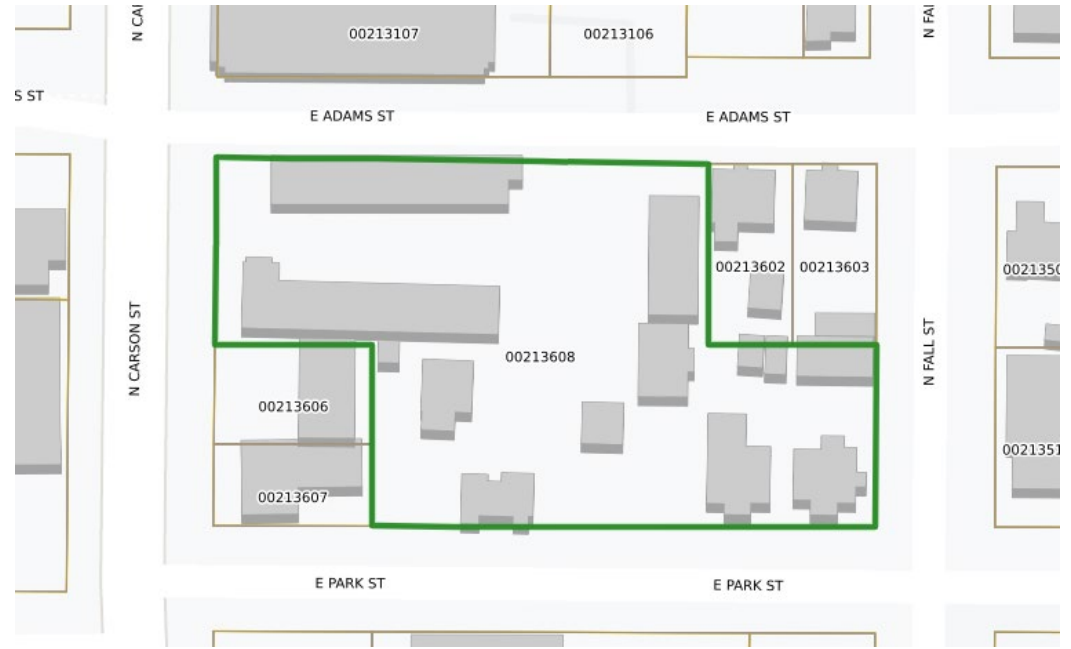 N CA
00213107
00213106
N FA
S ST
E ADAMS ST
E ADAMS ST
00213602
00213603
0021350
N CARSON ST
00213608
N FALL ST
00213606
0021351
00213607
E PARK ST
E PARK ST